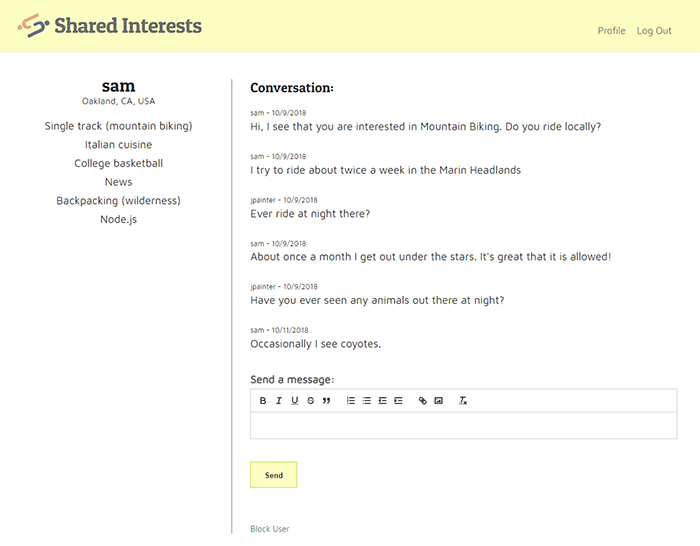 Shared Interests
Profile Log Out
sam
Oakland, CA, USA
Single track (mountain biking)
Italian cuisine
College basketball
News
Backpacking (wilderness)
Node.js
Conversation:
sam - 10/9/2018
Hi, I see that you are interested in Mountain Biking. Do you ride locally?
sam - 10/9/2018
I try to ride about twice a week in the Marin Headlands
jpainter - 10/9/2018
Ever ride at night there?
sam - 10/9/2018
About once a month I get out under the stars. It's great that it is allowed!
jpainter - 10/9/2018
Have you ever seen any animals out there at night?
sam - 10/11/2018
Occasionally I see coyotes.
Send a message:
Send
Block User